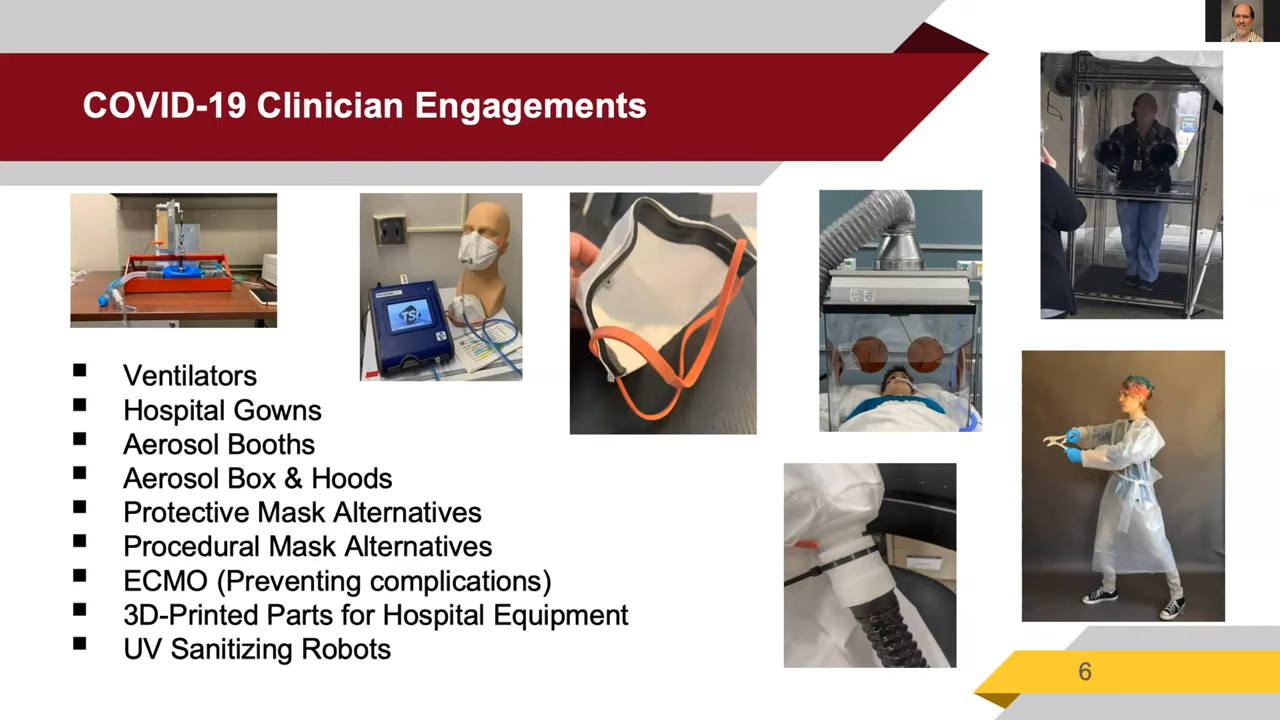 COVID-19 Clinician Engagements
TSI
Ventilators
Hospital Gowns
Aerosol Booths
Aerosol Box & Hoods
Protective Mask Alternatives
Procedural Mask Alternatives
ECMO (Preventing complications)
3D-Printed Parts for Hospital Equipment
UV Sanitizing Robots
6